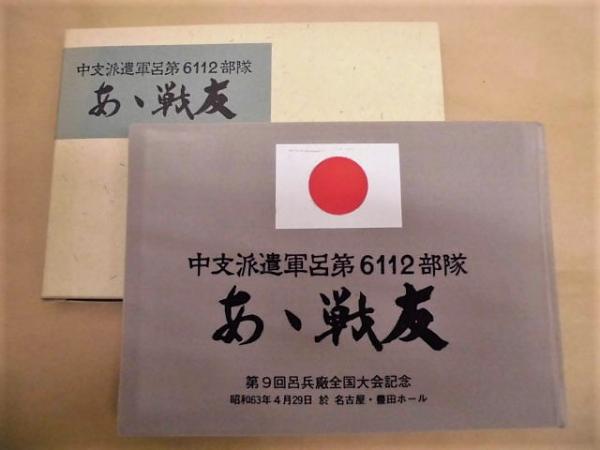 中支派遣軍呂第6112部隊
あゝ戦友
中支派遣軍呂第6112部隊
あゝ戦友
第9回呂兵廠全国大会記念
昭和63年4月29日 於 名古屋・豊田ホール